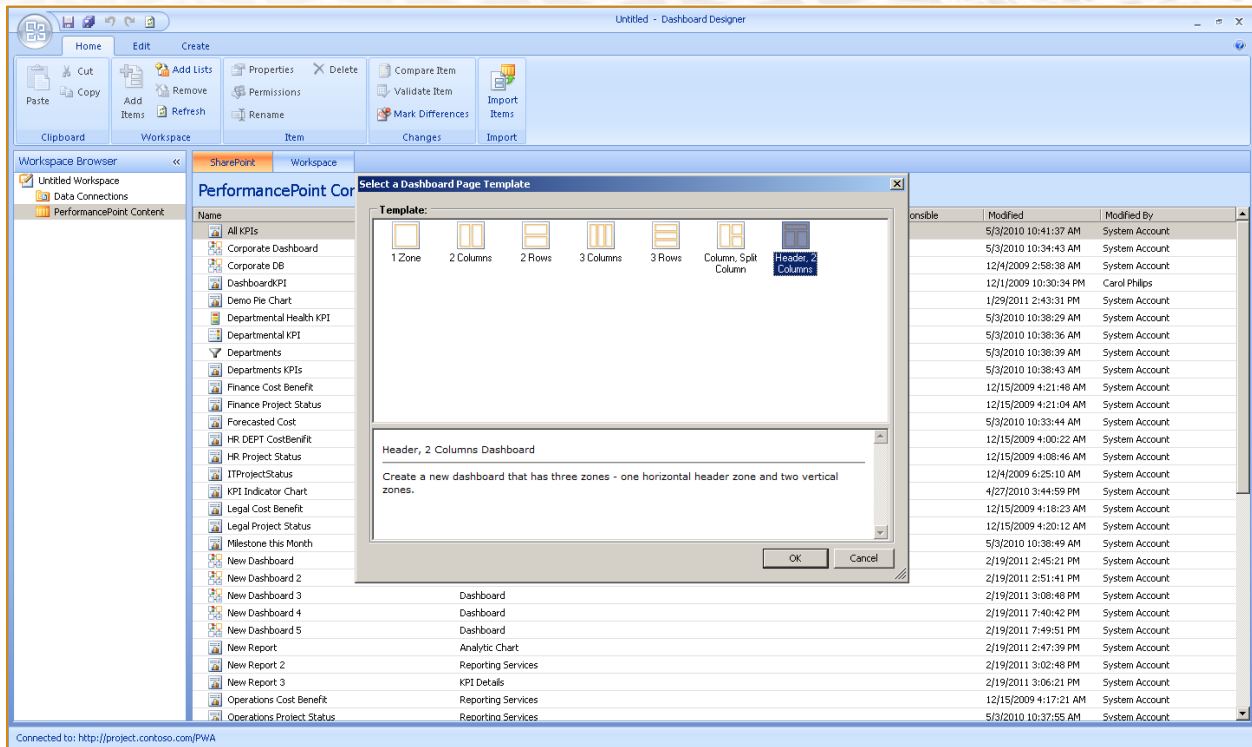 Untitled - Dashboard Designer
Home Edit Create
Paste
Cut
Copy
Clipboard
Add Items
Add Lists
Remove
Refresh
Workspace
Properties
Delete
Permissions
Rename
Item
Compare Item
Validate Item
Mark Differences
Changes
Import Items
Import
Workspace Browser «
Untitled Workspace
Data Connections
PerformancePoint Content
SharePoint Workspace
PerformancePoint Cor
Select a Dashboard Page Template
Template:
1 Zone
2 Columns
2 Rows
3 Columns
3 Rows
Column, Split Column
Header, 2 Columns
Header, 2 Columns Dashboard
Create a new dashboard that has three zones - one horizontal header zone and two vertical
zones.
OK Cancel
Name onsible Modified Modified By
All KPIs 5/3/2010 10:41:37 AM System Account
Corporate Dashboard 5/3/2010 10:34:43 AM System Account
Corporate DB 12/4/2009 2:58:38 AM System Account
DashboardKPI 12/1/2009 10:30:34 PM Carol Philips
Demo Pie Chart 1/29/2011 2:43:31 PM System Account
Departmental Health KPI 5/3/2010 10:38:29 AM System Account
Departmental KPI 5/3/2010 10:38:36 AM System Account
Departments 5/3/2010 10:38:39 AM System Account
Departments KPIs 5/3/2010 10:38:43 AM System Account
Finance Cost Benefit 12/15/2009 4:21:48 AM System Account
Finance Project Status 12/15/2009 4:21:04 AM System Account
Forecasted Cost 5/3/2010 10:33:44 AM System Account
HR DEPT CostBenifit 12/15/2009 4:00:22 AM System Account
HR Project Status 12/15/2009 4:08:46 AM System Account
ITProjectStatus 12/4/2009 6:25:10 AM System Account
KPI Indicator Chart 4/27/2010 3:44:59 PM System Account
Legal Cost Benefit 12/15/2009 4:18:23 AM System Account
Legal Project Status 12/15/2009 4:20:12 AM System Account
Milestone this Month 5/3/2010 10:38:49 AM System Account
New Dashboard 2/19/2011 2:45:21 PM System Account
New Dashboard 2 2/19/2011 2:51:41 PM System Account
New Dashboard 3 Dashboard 2/19/2011 3:08:48 PM System Account
New Dashboard 4 Dashboard 2/19/2011 7:40:42 PM System Account
New Dashboard 5 Dashboard 2/19/2011 7:49:51 PM System Account
New Report Analytic Chart 2/19/2011 2:47:39 PM System Account
New Report 2 Reporting Services 2/19/2011 3:02:48 PM System Account
New Report 3 KPI Details 2/19/2011 3:06:21 PM System Account
Operations Cost Benefit Reporting Services 12/15/2009 4:17:21 AM System Account
Operations Project Status Reporting Services 5/3/2010 10:37:55 AM System Account
Connected to: http://project.contoso.com/PWA